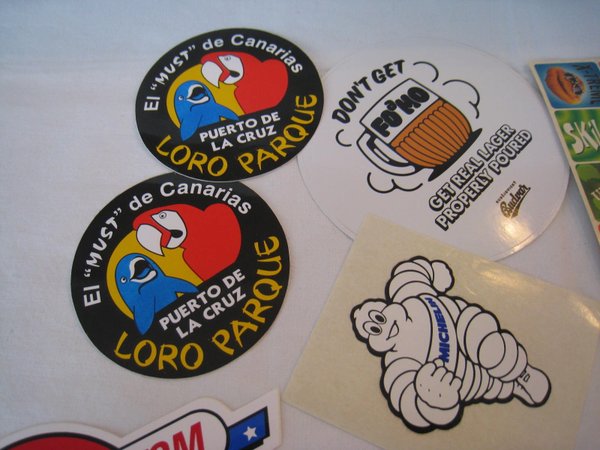 El "MUST" de Canarias
PUERTO DE
LA CRUZ
LORO PARQUE
El "MUST" de Canarias
PUERTO DE
LA CRUZ
LORO PARQUE
DON'T GET
FO'HO
GET REAL LAGER
PROPERLY POURED
MICHELIN